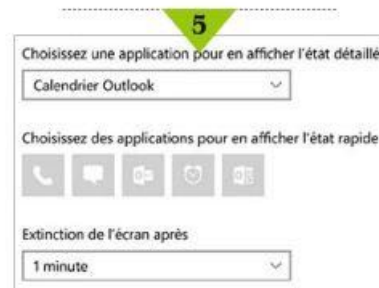 5
Choisissez une application pour en afficher l'état détaillé
Calendrier Outlook
Choisissez des applications pour en afficher l'état rapide
Extinction de l'écran après
1 minute